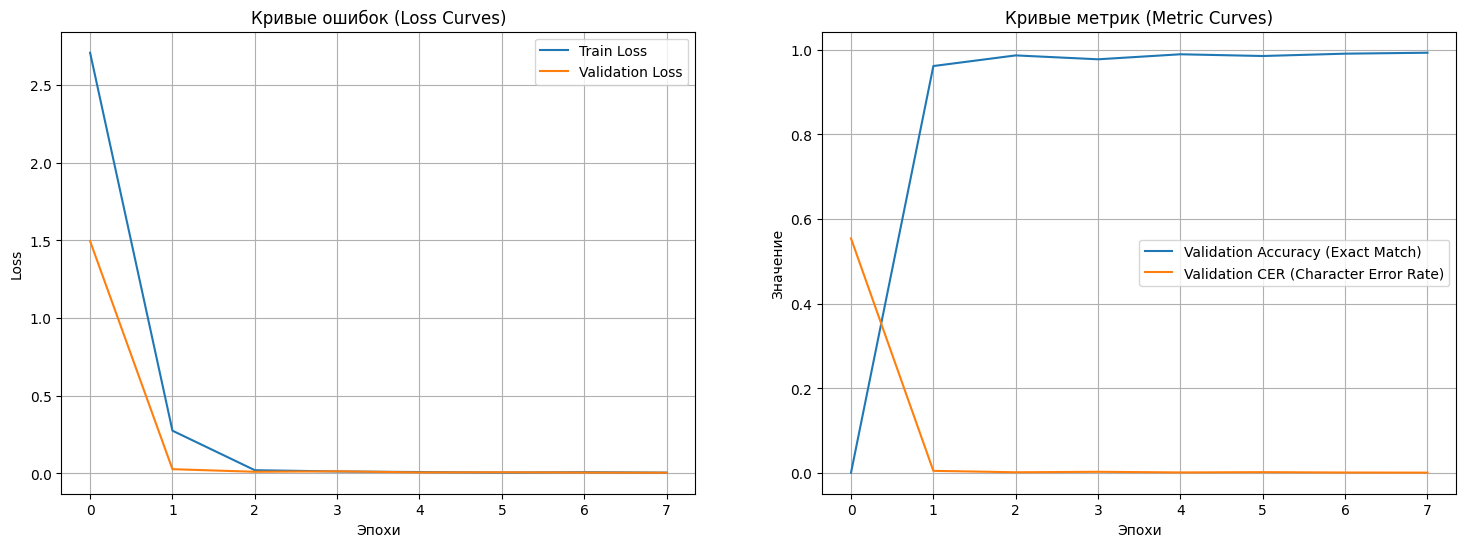 Кривые ошибок (Loss Curves)
Train Loss
Validation Loss
2.5
2.0
1.5
1.0
0.5
0.0
Loss
0 1 2 3 4 5 6 7
Эпохи
Кривые метрик (Metric Curves)
1.0
0.8
0.6
0.4
0.2
0.0
Значение
Validation Accuracy (Exact Match)
Validation CER (Character Error Rate)
0 1 2 3 4 5 6 7
Эпохи